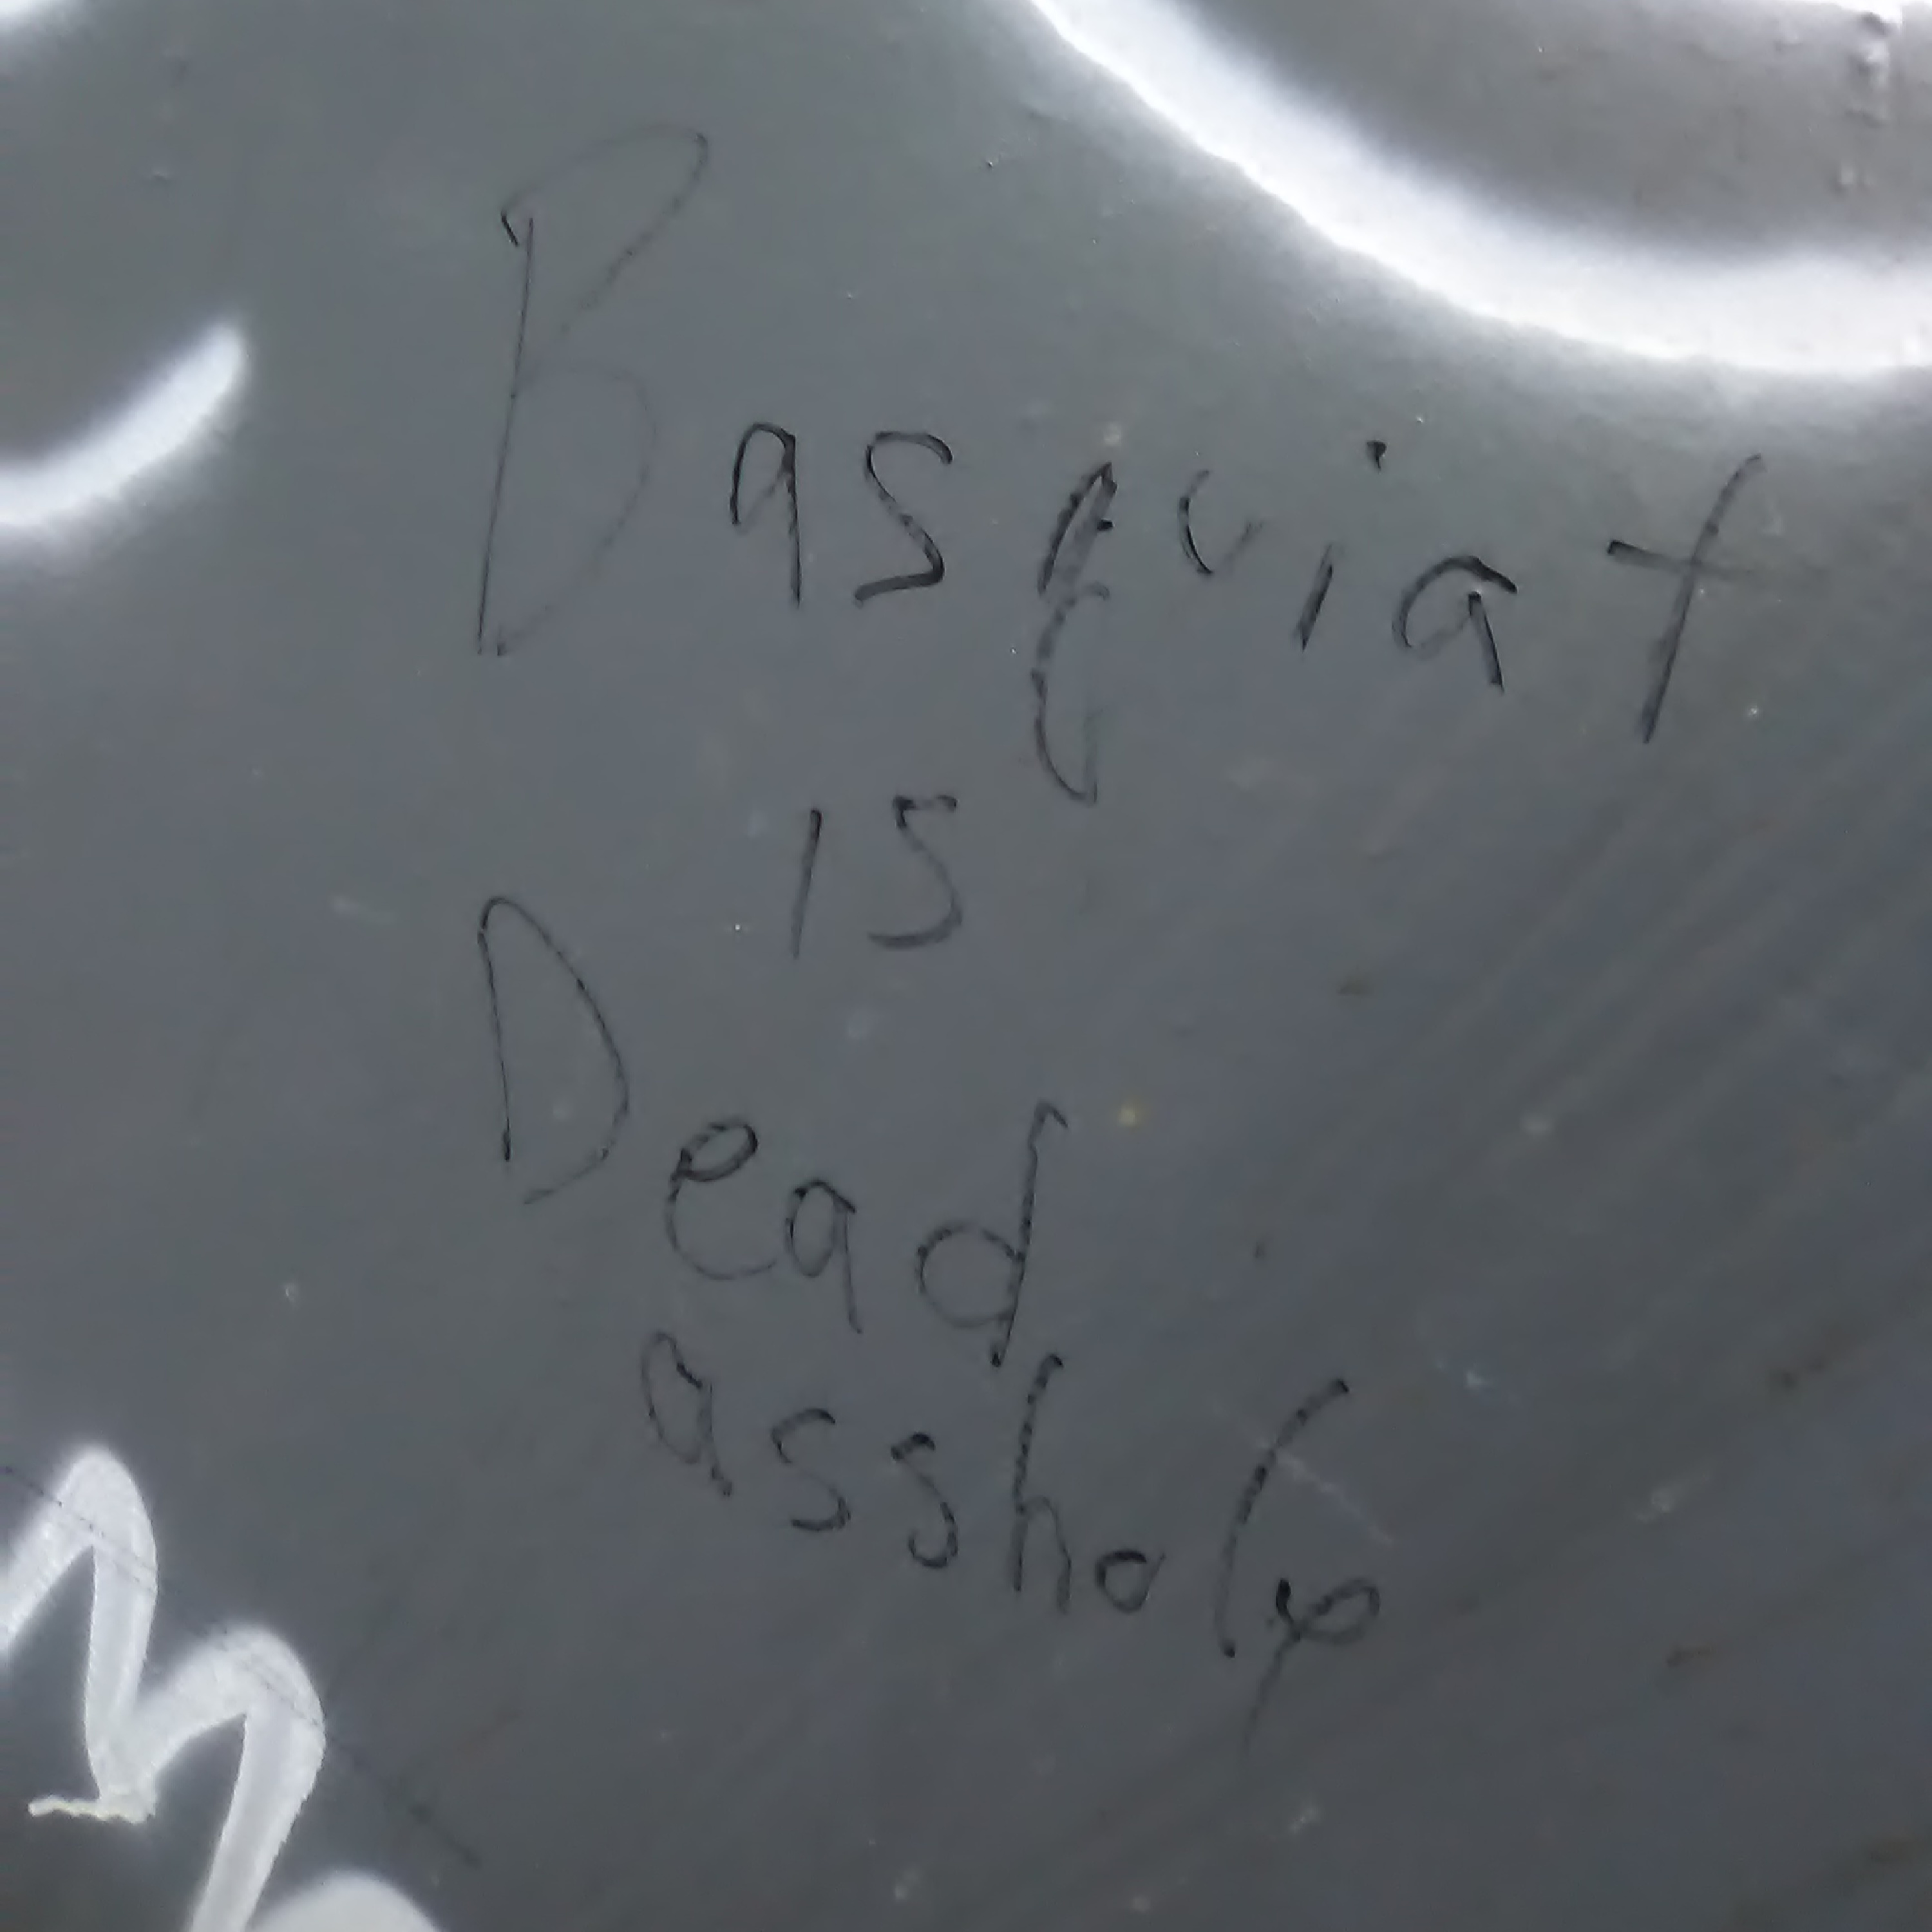 Basquiat
is
Dead
asshole